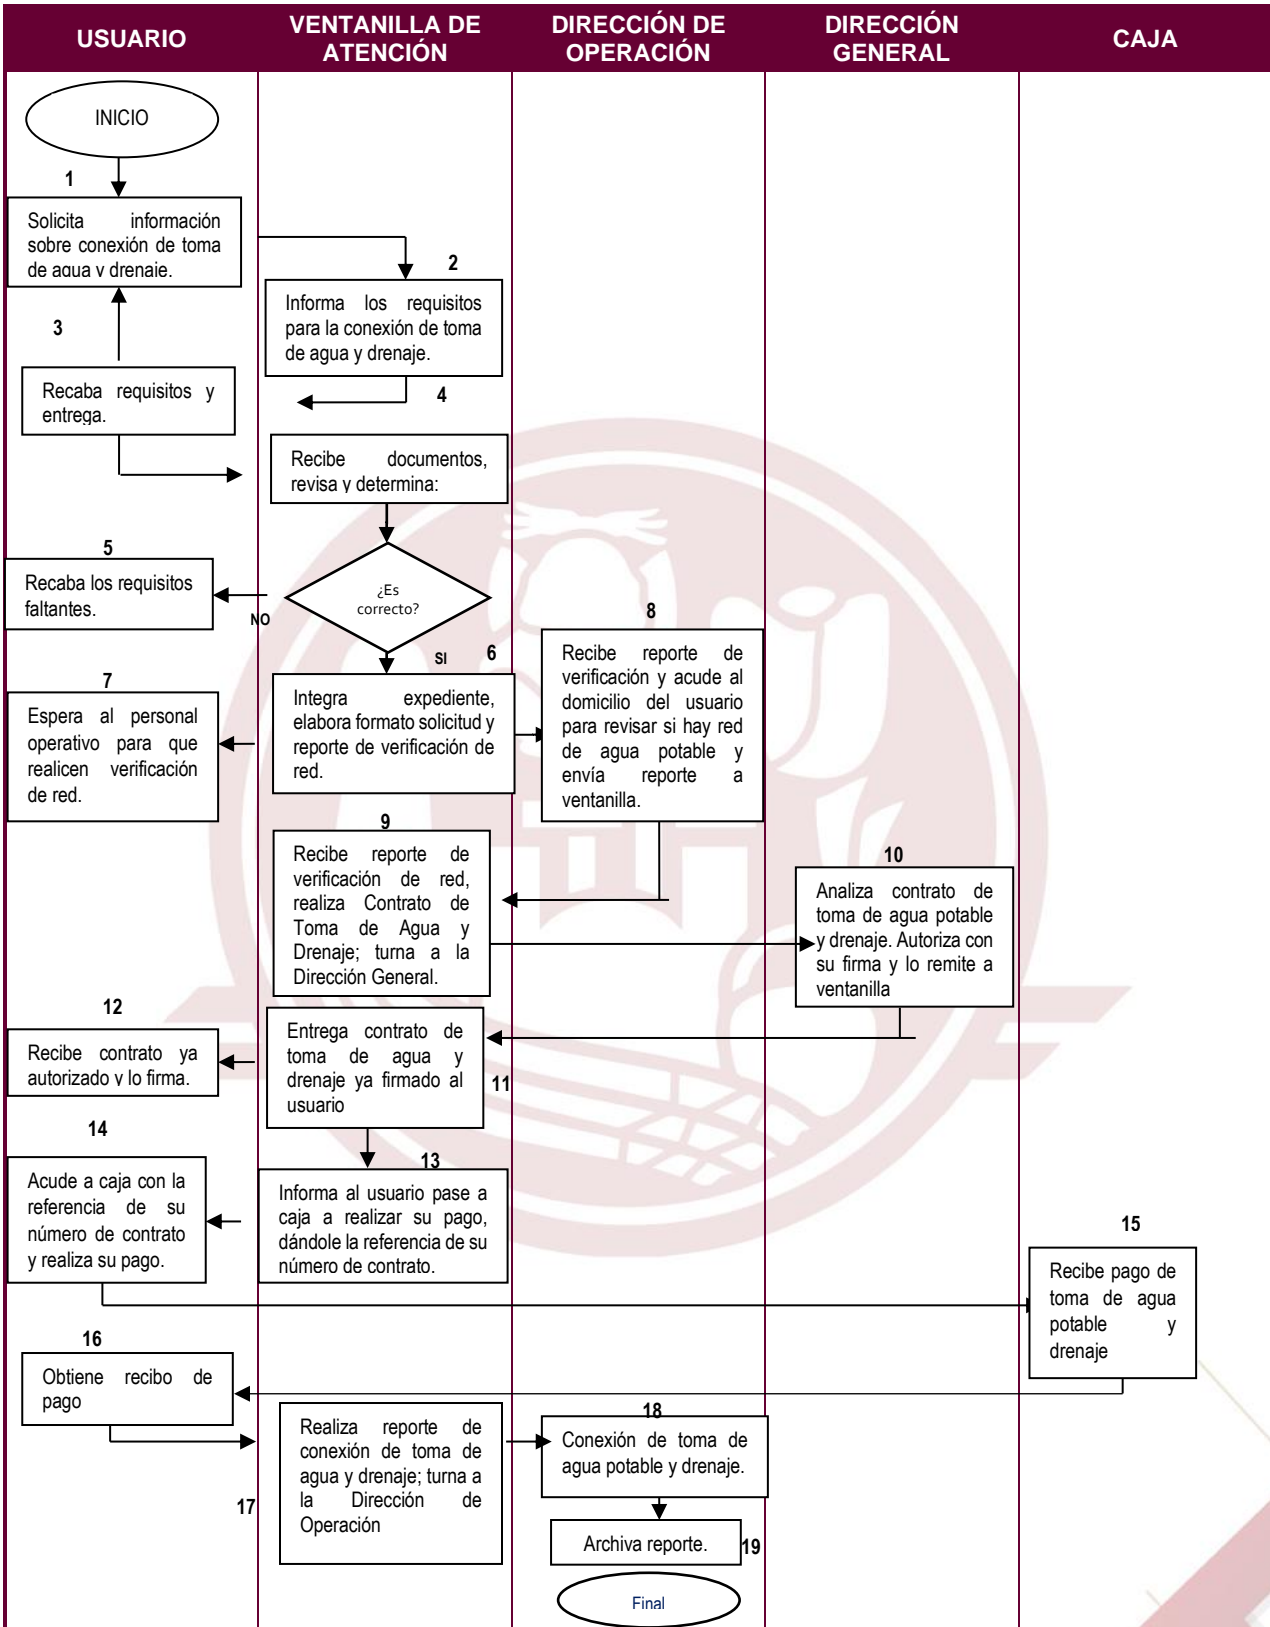 USUARIO
VENTANILLA DE
ATENCIÓN
DIRECCIÓN DE
OPERACIÓN
DIRECCIÓN
GENERAL
CAJA
INICIO
1
Solicita información
sobre conexión de toma
de agua y drenaje.
2
Informa los requisitos
para la conexión de toma
de agua y drenaje.
3
Recaba requisitos y
entrega.
4
Recibe documentos,
revisa y determina:
¿Es
correcto?
NO
SI
5
Recaba los requisitos
faltantes.
6
Integra expediente,
elabora formato solicitud y
reporte de verificación de
red.
7
Espera al personal
operativo para que
realicen verificación
de red.
8
Recibe reporte de
verificación y acude al
domicilio del usuario
para revisar si hay red
de agua potable y
envía reporte a
ventanilla.
9
Recibe reporte de
verificación de red,
realiza Contrato de
Toma de Agua y
Drenaje; turna a la
Dirección General.
10
Analiza contrato de
toma de agua potable
y drenaje. Autoriza con
su firma y lo remite a
ventanilla
11
Entrega contrato de
toma de agua y
drenaje ya firmado al
usuario
12
Recibe contrato ya
autorizado y lo firma.
13
Informa al usuario pase a
caja a realizar su pago,
dándole la referencia de su
número de contrato.
14
Acude a caja con la
referencia de su
número de contrato
y realiza su pago.
15
Recibe pago de
toma de agua
potable y
drenaje
16
Obtiene recibo de
pago
17
Realiza reporte de
conexión de toma de
agua y drenaje; turna a
la Dirección de
Operación
18
Conexión de toma de
agua potable y drenaje.
Archiva reporte.
19
Final